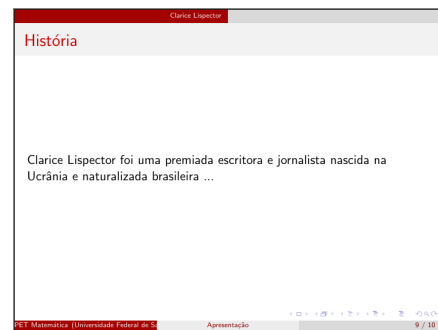 Clarice Lispector
História
Clarice Lispector foi uma premiada escritora e jornalista nascida na
Ucrânia e naturalizada brasileira ...
PET Matemática (Universidade Federal de Sa
Apresentação
9 / 10